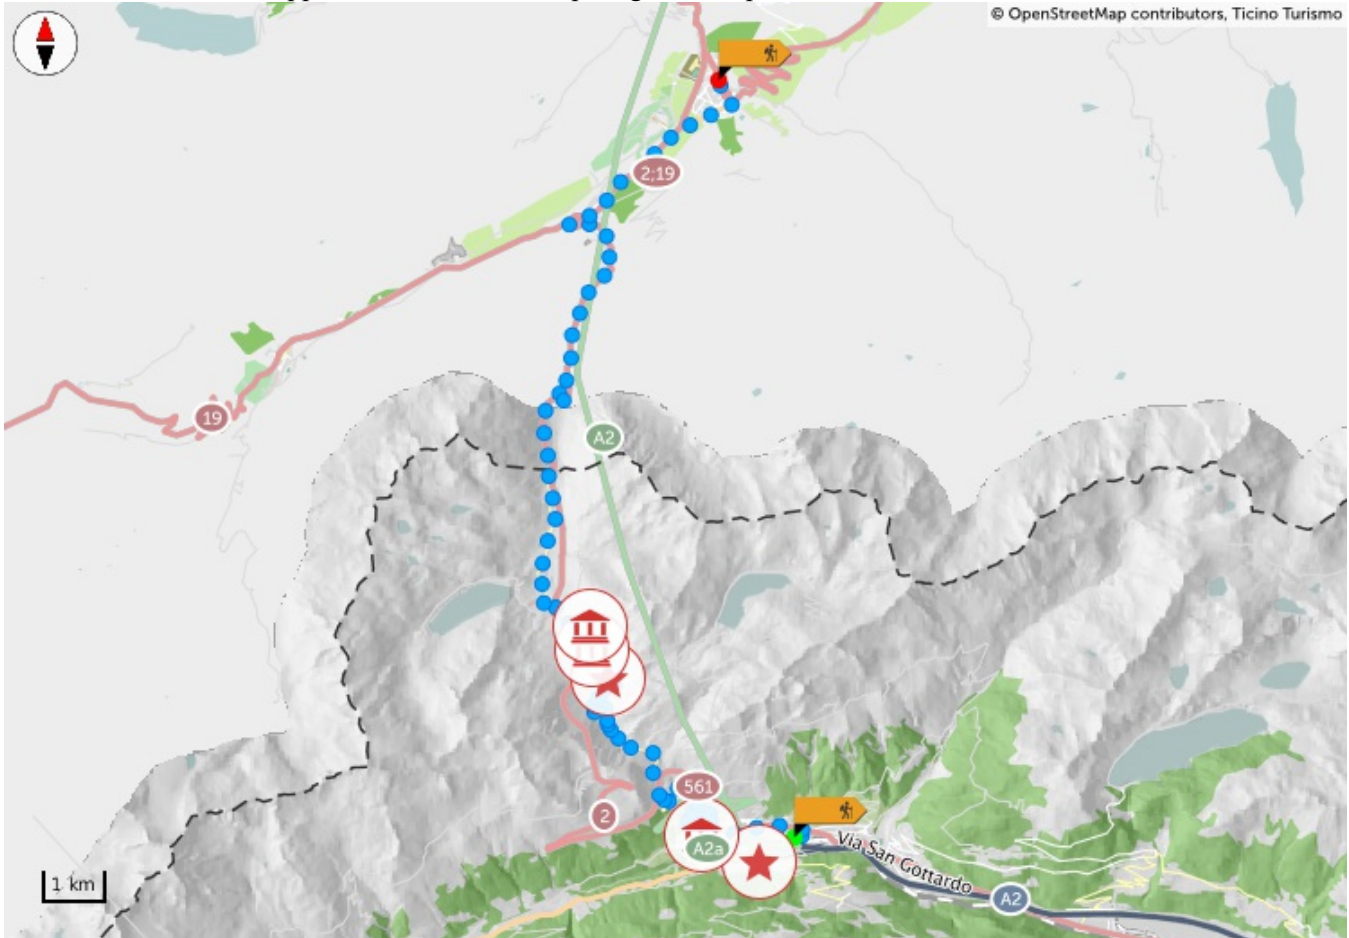 © OpenStreetMap contributors, Ticino Turismo
2;19
19
A2
561
2
A2a
Via San Gottardo
A2
1 km